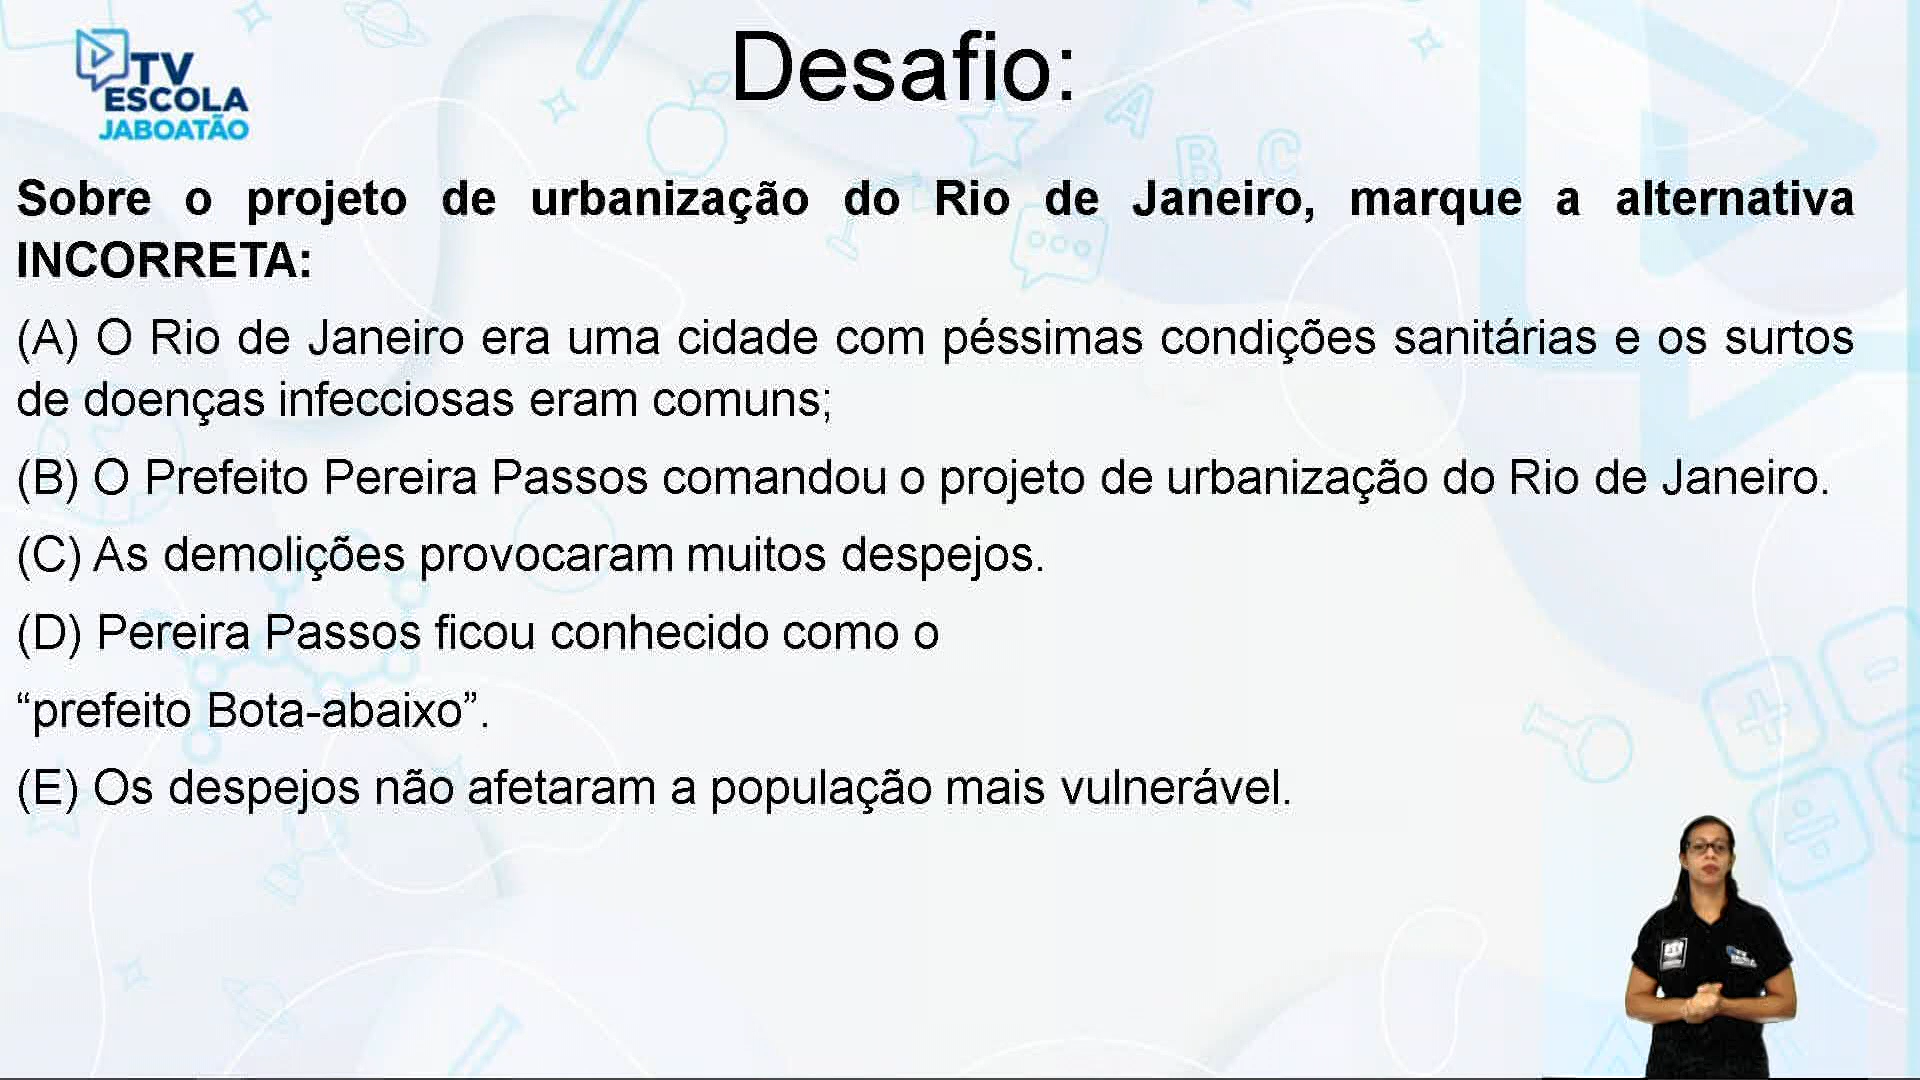 TV
ESCOLA
JABOATÃO
Desafio:
Sobre o projeto de urbanização do Rio de Janeiro, marque a alternativa
INCORRETA:
(A) O Rio de Janeiro era uma cidade com péssimas condições sanitárias e os surtos
de doenças infecciosas eram comuns;
(B) O Prefeito Pereira Passos comandou o projeto de urbanização do Rio de Janeiro.
(C) As demolições provocaram muitos despejos.
(D) Pereira Passos ficou conhecido como o
“prefeito Bota-abaixo”.
(E) Os despejos não afetaram a população mais vulnerável.
A
B C